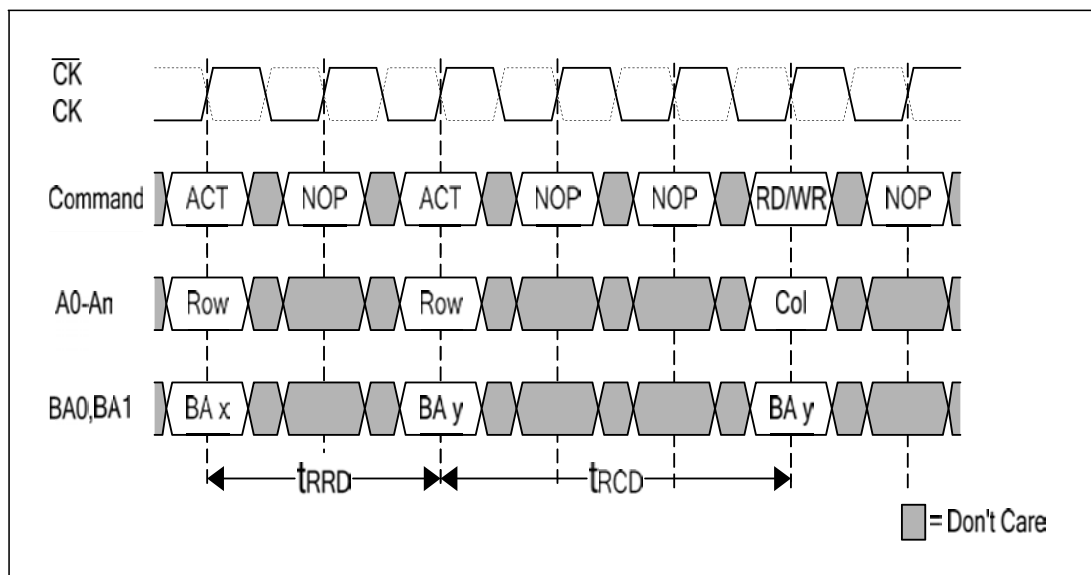 CK
CK
Command ACT NOP ACT NOP NOP RD/WR NOP
A0-An Row Row Col
BA0,BA1 BA x BA y BA y
tRRD tRCD
= Don't Care